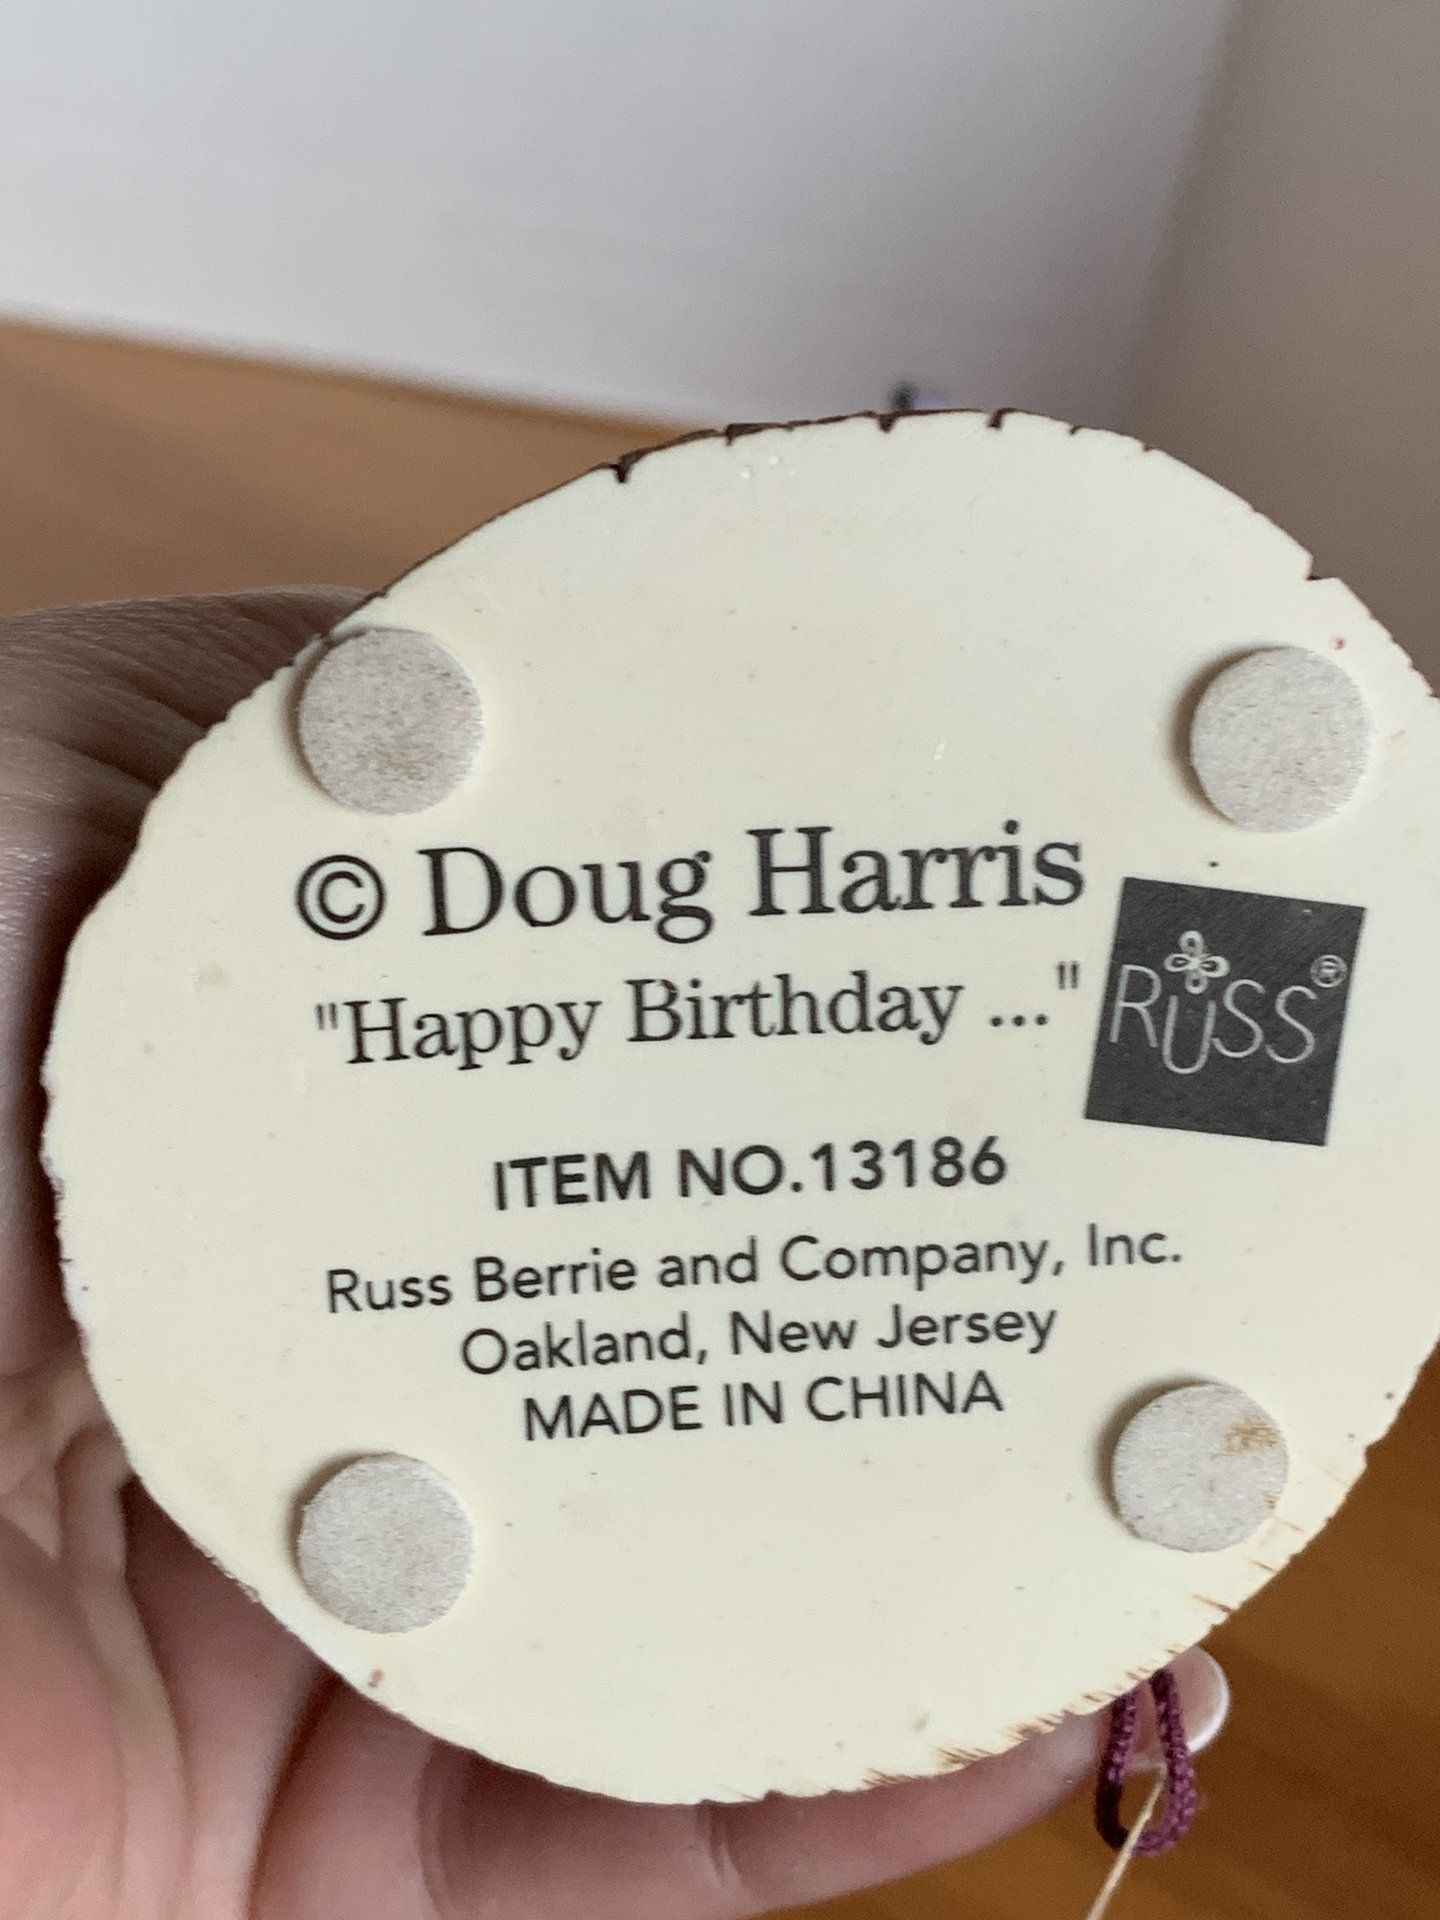 © Doug Harris
"Happy Birthday ..."
RUSS®
ITEM NO.13186
Russ Berrie and Company, Inc.
Oakland, New Jersey
MADE IN CHINA